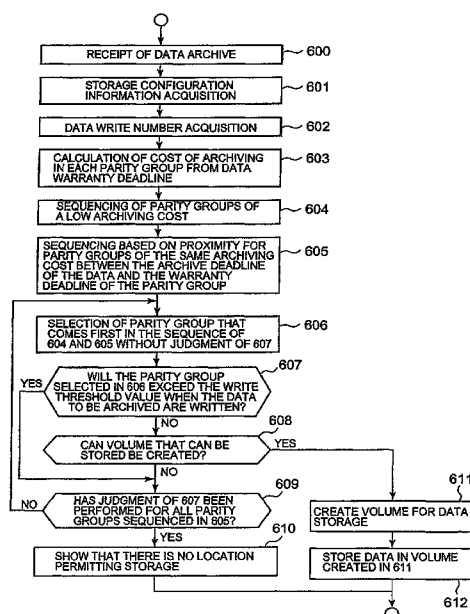 RECEIPT OF DATA ARCHIVE
600
STORAGE CONFIGURATION
INFORMATION ACQUISITION
601
DATA WRITE NUMBER ACQUISITION
602
CALCULATION OF COST OF ARCHIVING
IN EACH PARITY GROUP FROM DATA
WARRANTY DEADLINE
603
SEQUENCING OF PARITY GROUPS OF
A LOW ARCHIVING COST
604
SEQUENCING BASED ON PROXIMITY FOR
PARITY GROUPS OF THE SAME ARCHIVING
COST BETWEEN THE ARCHIVE DEADLINE
OF THE DATA AND THE WARRANTY
DEADLINE OF THE PARITY GROUP
605
SELECTION OF PARITY GROUP THAT
COMES FIRST IN THE SEQUENCE OF
604 AND 605 WITHOUT JUDGMENT OF 607
606
607
WILL THE PARITY GROUP
SELECTED IN 606 EXCEED THE WRITE
THRESHOLD VALUE WHEN THE DATA
TO BE ARCHIVED ARE WRITTEN?
YES
NO
608
CAN VOLUME THAT CAN BE
STORED BE CREATED?
YES
NO
609
HAS JUDGMENT OF 607 BEEN
PERFORMED FOR ALL PARITY
GROUPS SEQUENCED IN 605?
NO
YES
610
SHOW THAT THERE IS NO LOCATION
PERMITTING STORAGE
611
CREATE VOLUME FOR DATA
STORAGE
STORE DATA IN VOLUME
CREATED IN 611
612